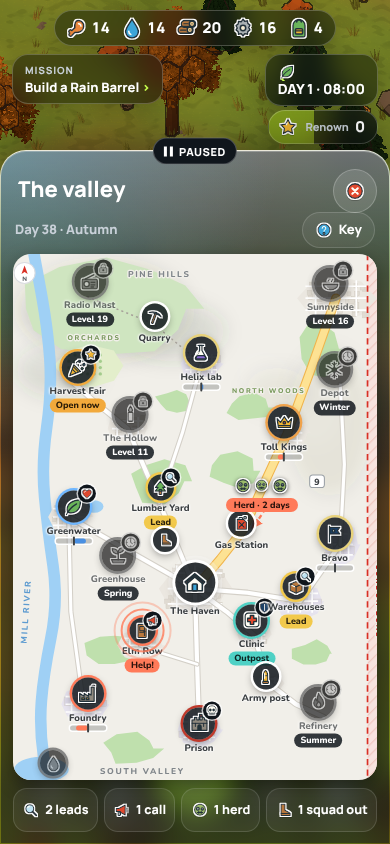 14
14
20
16
4
MISSION
Build a Rain Barrel ›
DAY 1 · 08:00
Renown 0
PAUSED
The valley
Day 38 · Autumn
Key
N
PINE HILLS
Radio Mast
Level 19
Sunnyside
Level 16
Quarry
ORCHARDS
Helix lab
Harvest Fair
Open now
NORTH WOODS
Depot
Winter
The Hollow
Level 11
Toll Kings
9
Lumber Yard
Lead
Herd · 2 days
Gas Station
Greenwater
Bravo
Greenhouse
Spring
The Haven
Warehouses
Lead
MILL RIVER
Elm Row
Help!
Clinic
Outpost
Army post
Foundry
Refinery
Summer
Prison
SOUTH VALLEY
2 leads
1 call
1 herd
1 squad out